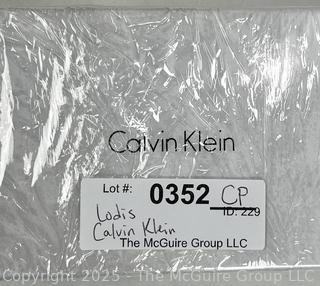 Calvin Klein
Lot #: 0352 CP
ID: 229
Lodis
Calvin Klein
The McGuire Group LLC
Copyright 2025 - The McGuire Group LLC